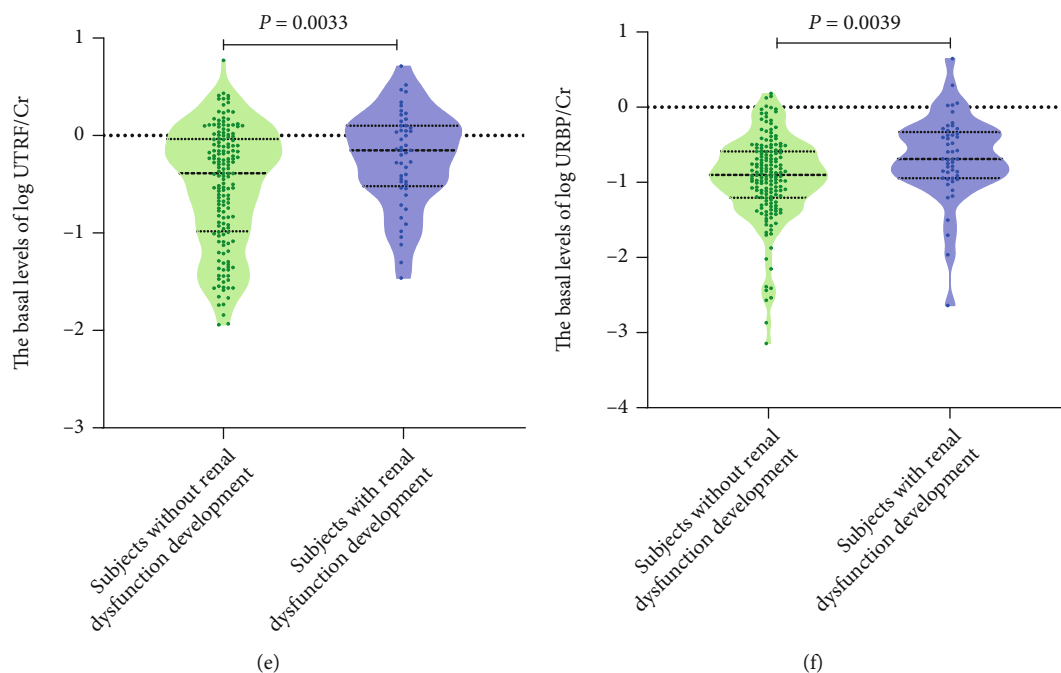 P = 0.0033
The basal levels of log UTRF/Cr
1
0
−1
−2
−3
Subjects without renal
dysfunction development
Subjects with renal
dysfunction development
(e)
P = 0.0039
The basal levels of log URBP/Cr
1
0
−1
−2
−3
−4
Subjects without renal
dysfunction development
Subjects with renal
dysfunction development
(f)